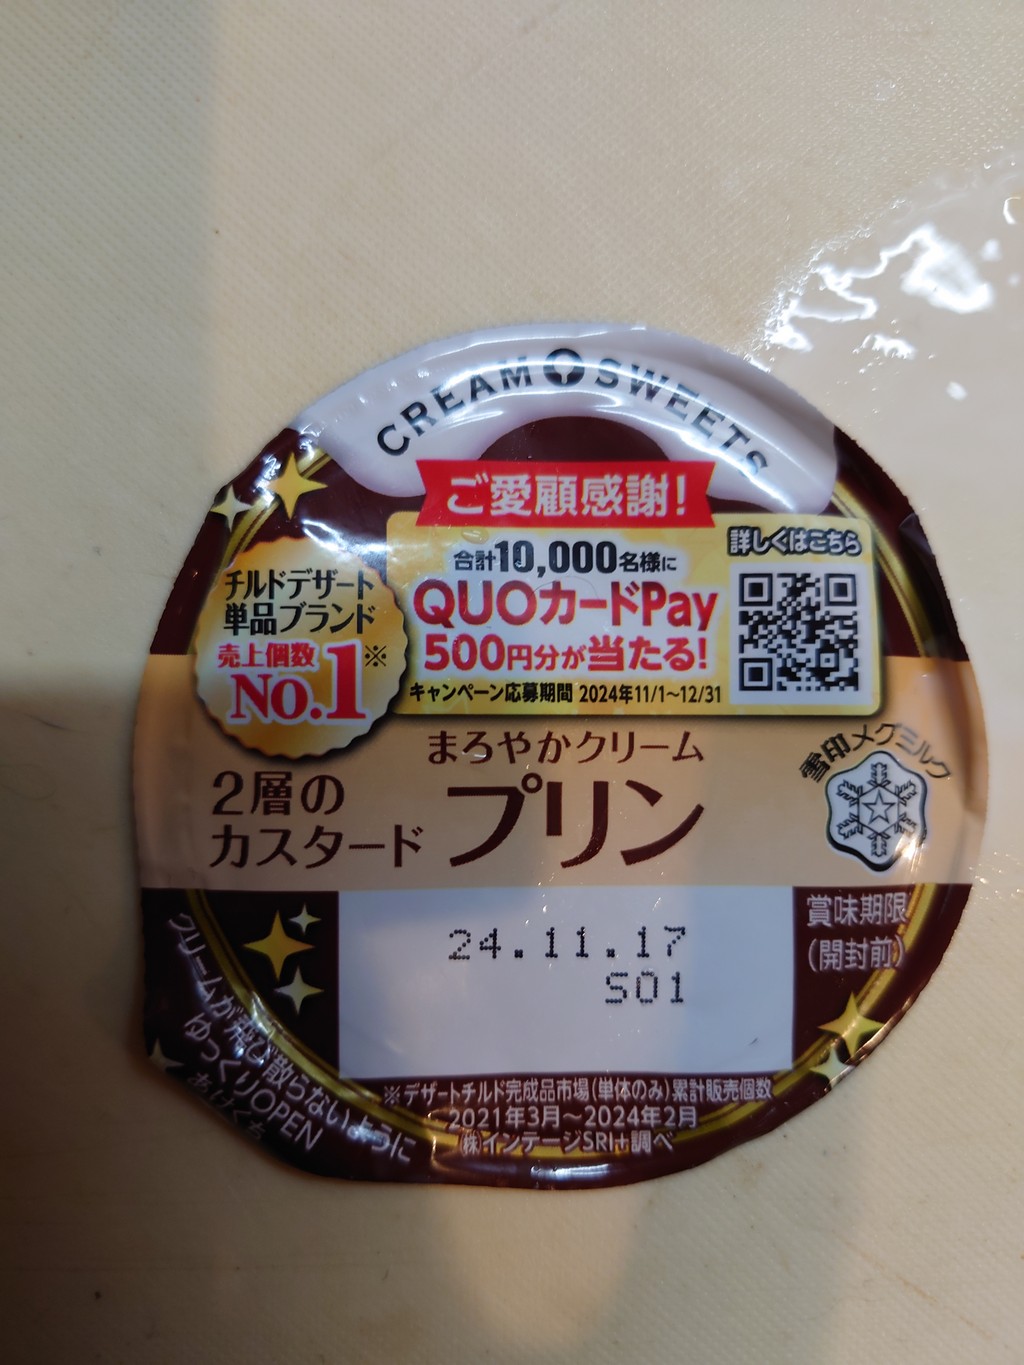 CREAM SWEETS
ご愛顧感謝!
合計10,000名様に
QUOカードPay
500円分が当たる!
キャンペーン応募期間 2024年11/1~12/31
詳しくはこちら
チルドデザート
単品ブランド
売上個数※
No.1
まろやかクリーム
2層の
カスタード
プリン
雪印メグミルク
賞味期限
(開封前)
24.11.17
S01
クリームが飛び散らないように
ゆっくりOPEN
あけくち
※デザートチルド完成品市場(単体のみ)累計販売個数
2021年3月~2024年2月
(株)インテージSRI+調べ